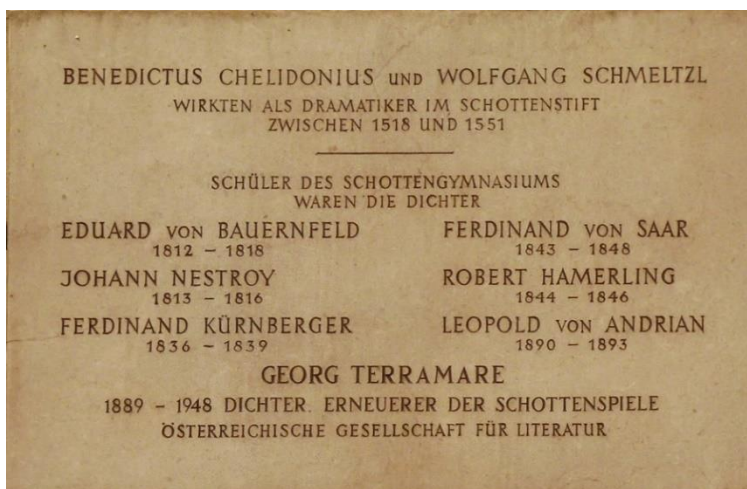 BENEDICTUS CHELIDONIUS UND WOLFGANG SCHMELTZL
WIRKTEN ALS DRAMATIKER IM SCHOTTENSTIFT
ZWISCHEN 1518 UND 1551
SCHÜLER DES SCHOTTENGYMNASIUMS
WAREN DIE DICHTER
EDUARD VON BAUERNFELD
1812 – 1818
FERDINAND VON SAAR
1843 – 1848
JOHANN NESTROY
1813 – 1816
ROBERT HAMERLING
1844 – 1846
FERDINAND KÜRNBERGER
1836 – 1839
LEOPOLD VON ANDRIAN
1890 – 1893
GEORG TERRAMARE
1889 – 1948 DICHTER. ERNEUERER DER SCHOTTENSPIELE
ÖSTERREICHISCHE GESELLSCHAFT FÜR LITERATUR